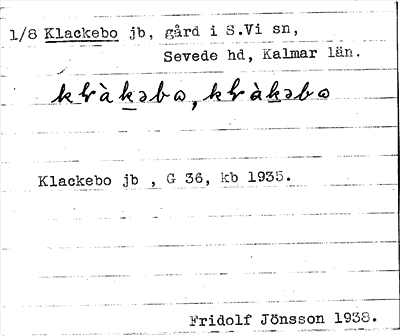 1/8 Klackebo jb, gård i S.Vi sn,
Sevede hd, Kalmar län.
Klackebo jb , G 36, kb 1935.
Fridolf Jönsson 1938.